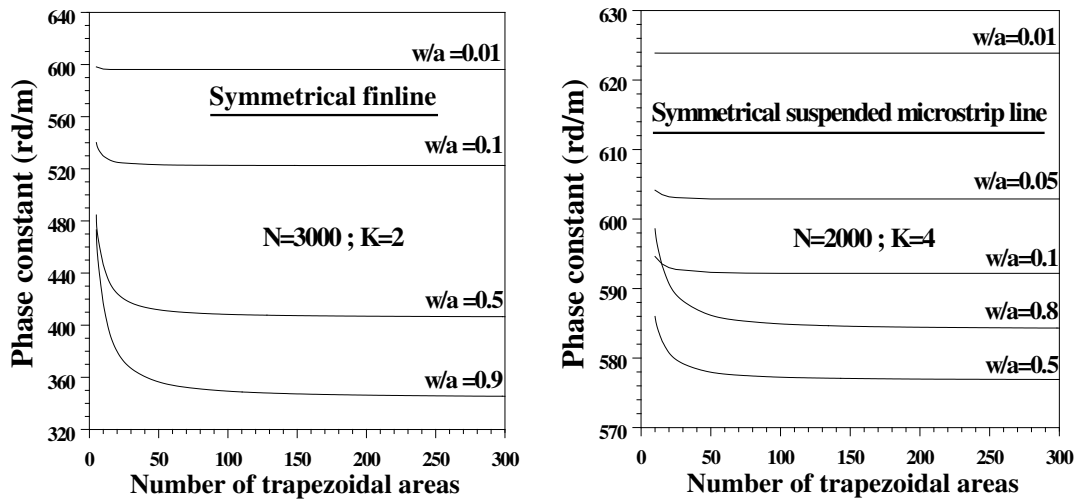 640
600
560
520
480
440
400
360
320
Phase constant (rd/m)
w/a =0.01
Symmetrical finline
w/a =0.1
N=3000 ; K=2
w/a =0.5
w/a =0.9
0 50 100 150 200 250 300
Number of trapezoidal areas
630
620
610
600
590
580
570
Phase constant (rd/m)
w/a=0.01
Symmetrical suspended microstrip line
w/a=0.05
N=2000 ; K=4
w/a=0.1
w/a=0.8
w/a=0.5
0 50 100 150 200 250 300
Number of trapezoidal areas